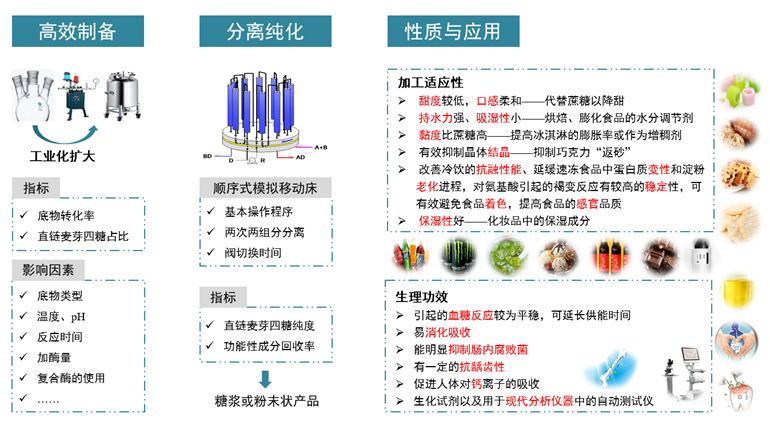 高效制备
工业化扩大
指标
✓ 底物转化率
✓ 直链麦芽四糖占比
影响因素
✓ 底物类型
✓ 温度、pH
✓ 反应时间
✓ 加酶量
✓ 复合酶的使用
✓ ……
分离纯化
A+B
BD
D
R
AD
顺序式模拟移动床
✓ 基本操作程序
✓ 两次两组分分离
✓ 阀切换时间
指标
✓ 直链麦芽四糖纯度
✓ 功能性成分回收率
糖浆或粉末状产品
性质与应用
加工适应性
➢ 甜度较低，口感柔和——代替蔗糖以降甜
➢ 持水力强、吸湿性小——烘焙、膨化食品的水分调节剂
➢ 黏度比蔗糖高——提高冰淇淋的膨胀率或作为增稠剂
➢ 有效抑制晶体结晶——抑制巧克力“返砂”
➢ 改善冷饮的抗融性能、延缓速冻食品中蛋白质变性和淀粉
老化进程，对氨基酸引起的褐变反应有较高的稳定性，可
有效避免食品着色，提高食品的感官品质
➢ 保湿性好——化妆品中的保湿成分
生理功效
➢ 引起的血糖反应较为平稳，可延长供能时间
➢ 易消化吸收
➢ 能明显抑制肠内腐败菌
➢ 有一定的抗龋齿性
➢ 促进人体对钙离子的吸收
➢ 生化试剂以及用于现代分析仪器中的自动测试仪